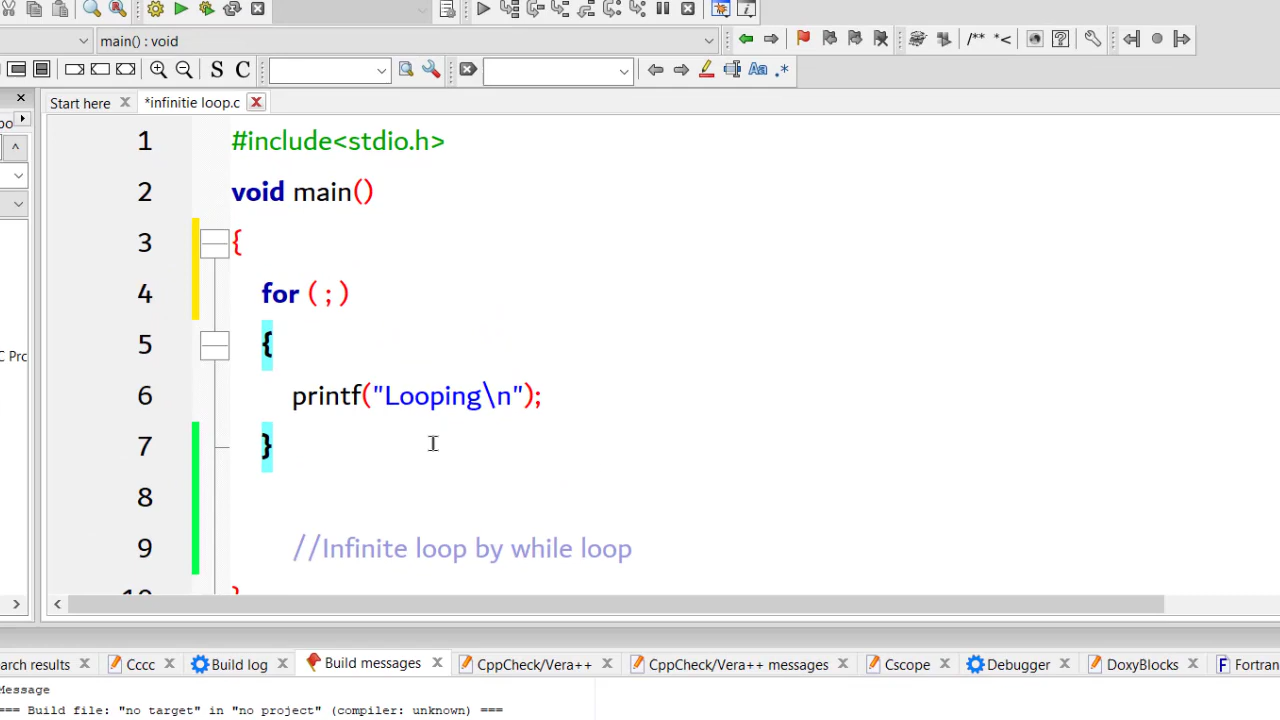 main() : void
S C
/** *<
Aa .*
Start here
*infinitie loop.c
1 #include<stdio.h>
2 void main()
3 {
4 for ( ; )
5 {
6 printf("Looping\n");
7 }
8
9 //Infinite loop by while loop
C Pro
arch results
Cccc
Build log
Build messages
CppCheck/Vera++
CppCheck/Vera++ messages
Cscope
Debugger
DoxyBlocks
Fortran
Message
=== Build file: "no target" in "no project" (compiler: unknown) ===